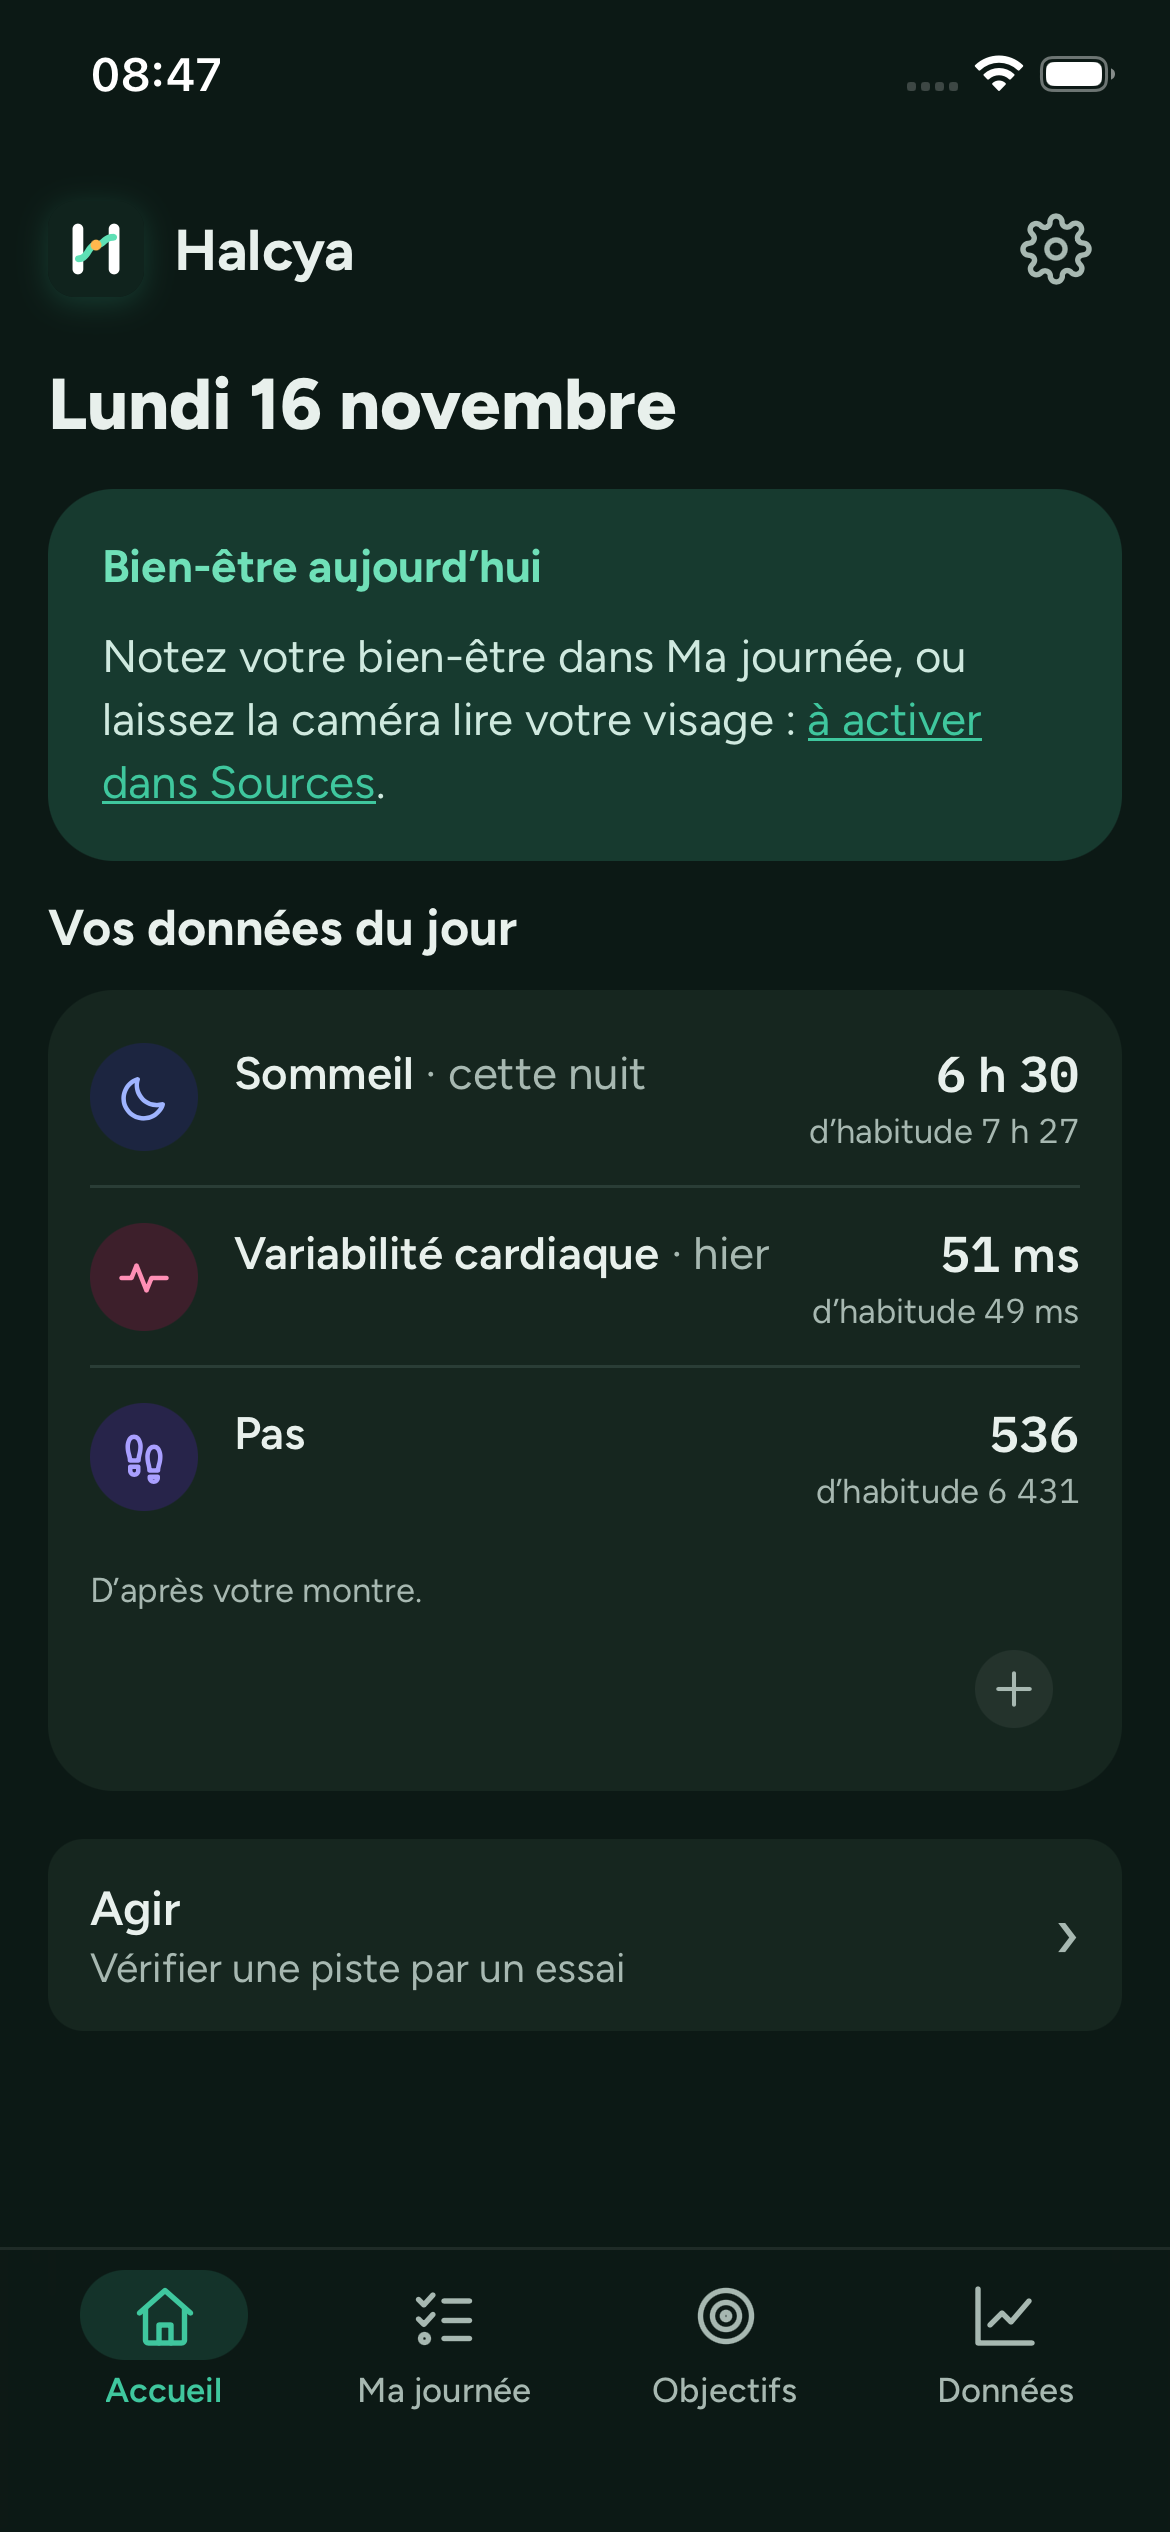 08:47
Halcya
Lundi 16 novembre
Bien-être aujourd’hui
Notez votre bien-être dans Ma journée, ou
laissez la caméra lire votre visage : à activer
dans Sources.
Vos données du jour
Sommeil · cette nuit
6 h 30
d’habitude 7 h 27
Variabilité cardiaque · hier
51 ms
d’habitude 49 ms
Pas
536
d’habitude 6 431
D’après votre montre.
Agir
Vérifier une piste par un essai
Accueil
Ma journée
Objectifs
Données